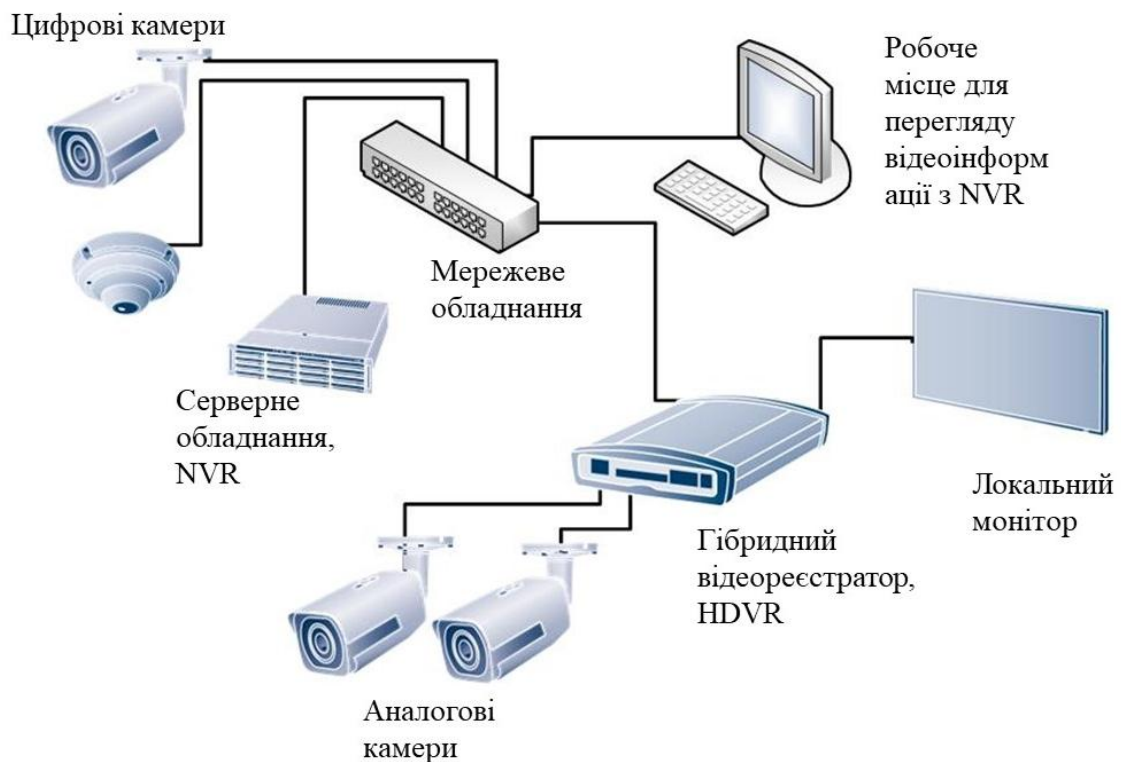 Цифрові камери
Робоче
місце для
перегляду
відеоінформ
ації з NVR
Мережеве
обладнання
Серверне
обладнання,
NVR
Локальний
монітор
Гібридний
відеореєстратор,
HDVR
Аналогові
камери